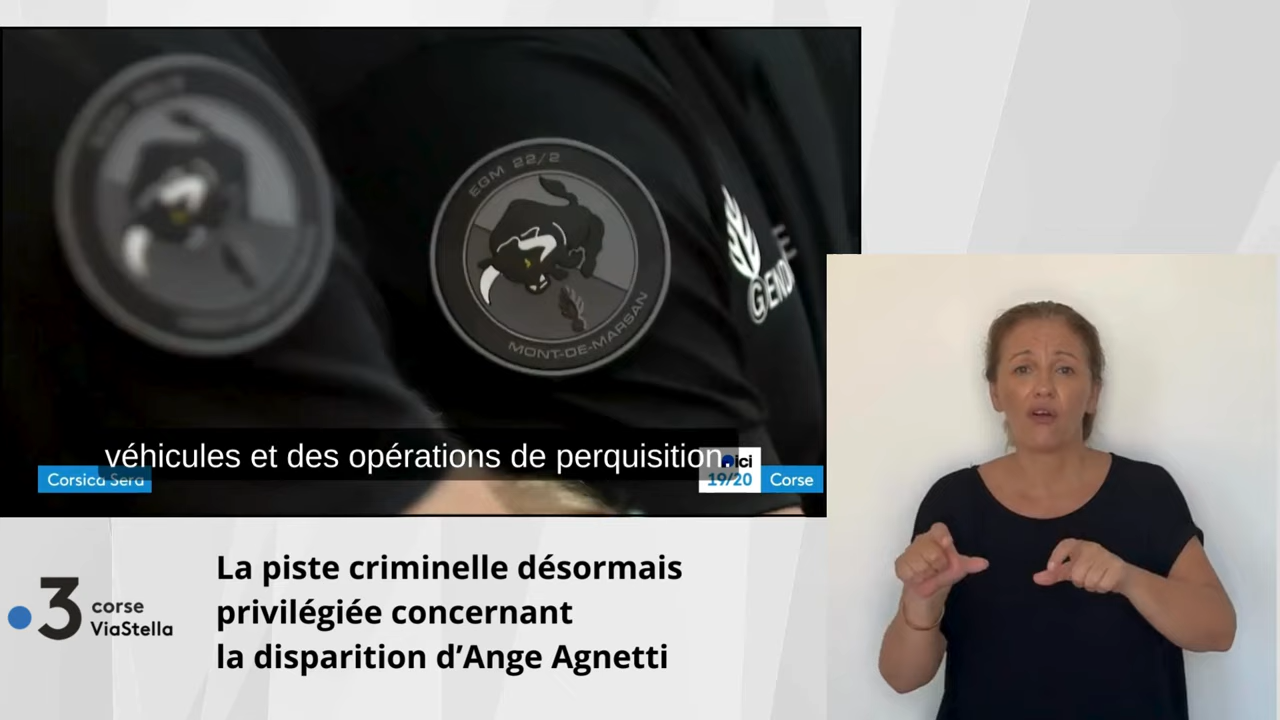 EGM 22/2
MONT-DE-MARSAN
GEND
véhicules et des opérations de perquisition.
Corsica Sera
ici
19/20
Corse
3
corse
ViaStella
La piste criminelle désormais
privilégiée concernant
la disparition d’Ange Agnetti